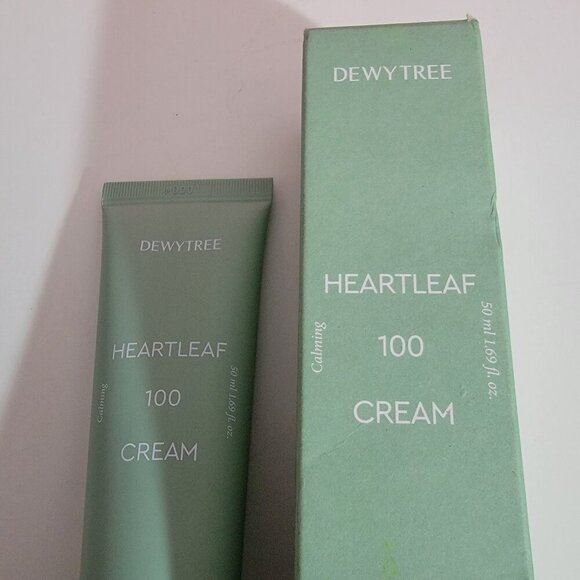 DEWYTREE
HEARTLEAF
100
CREAM
Calming
50 ml 1.69 fl. oz.
DEWYTREE
HEARTLEAF
100
CREAM
Calming
50 ml 1.69 fl. oz.